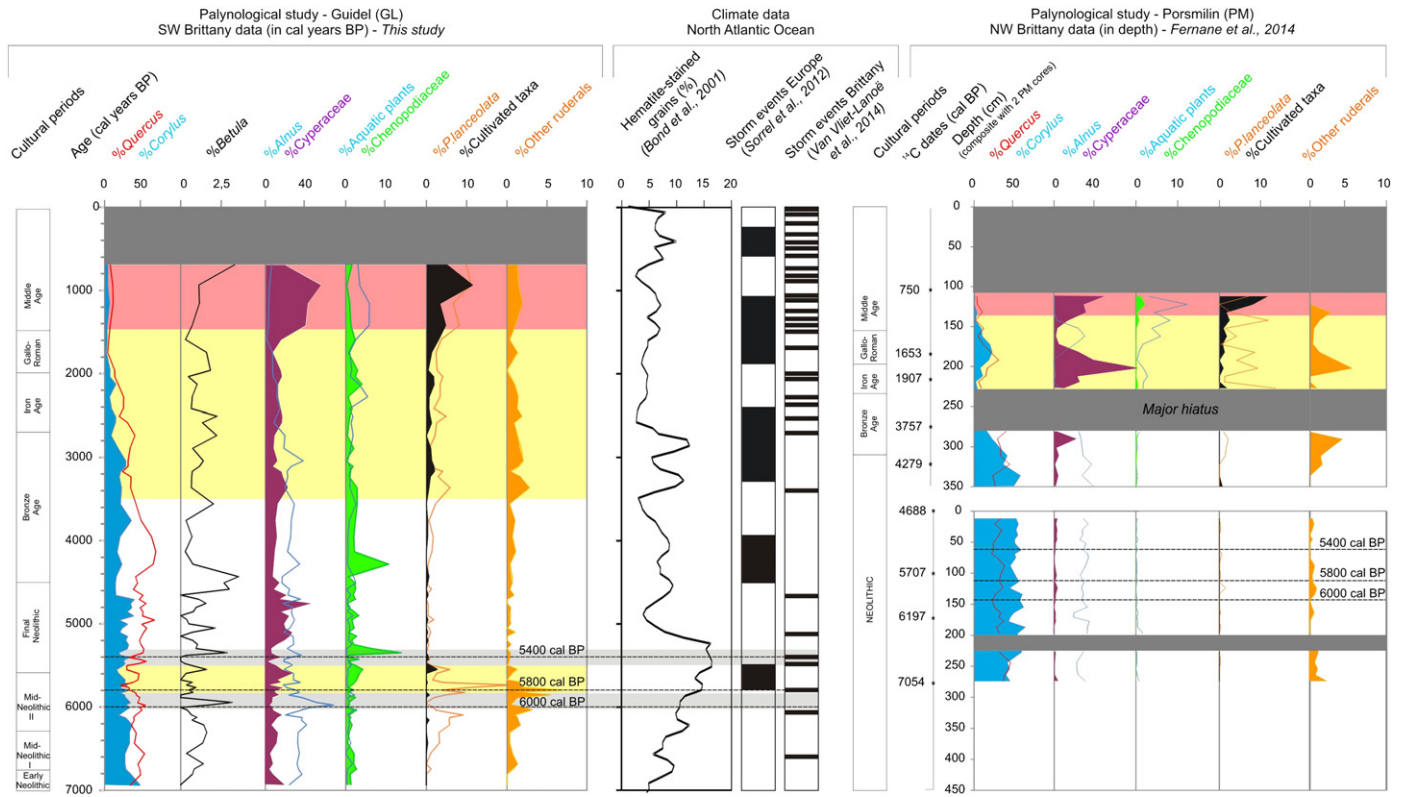 Palynological study - Guidel (GL)
SW Brittany data (in cal years BP) - This study
Climate data
North Atlantic Ocean
Palynological study - Porsmilin (PM)
NW Brittany data (in depth) - Fernane et al., 2014
Cultural periods
Age (cal years BP)
%Quercus
%Corylus
%Betula
%Alnus
%Cyperaceae
%Aquatic plants
%Chenopodiaceae
%P.lanceolata
%Cultivated taxa
%Other ruderals
Hematite-stained
grains (%)
(Bond et al., 2001)
Storm events Europe
(Sorrel et al., 2012)
Storm events Brittany
(Van Vliet-Lanoë
et al., 2014)
Cultural periods
14C dates (cal BP)
Depth (cm)
(composite with 2 PM cores)
%Quercus
%Corylus
%Alnus
%Cyperaceae
%Aquatic plants
%Chenopodiaceae
%P.lanceolata
%Cultivated taxa
%Other ruderals
0 50 0 2,5 0 40 0 10 0 10 0 10
0 5 10 15 20
0 50 0 40 0 10 0 10 0 5 10
0
1000
2000
3000
4000
5000
6000
7000
Middle
Age
Gallo-
Roman
Iron
Age
Bronze
Age
Final
Neolithic
Mid-
Neolithic
II
Mid-
Neolithic
I
Early
Neolithic
5400 cal BP
5800 cal BP
6000 cal BP
Middle
Age
Gallo-
Roman
Iron
Age
Bronze
Age
NEOLITHIC
750
1653
1907
3757
4279
4688
5707
6197
7054
0
50
100
150
200
250
300
350
0
50
100
150
200
250
300
350
400
450
Major hiatus
5400 cal BP
5800 cal BP
6000 cal BP